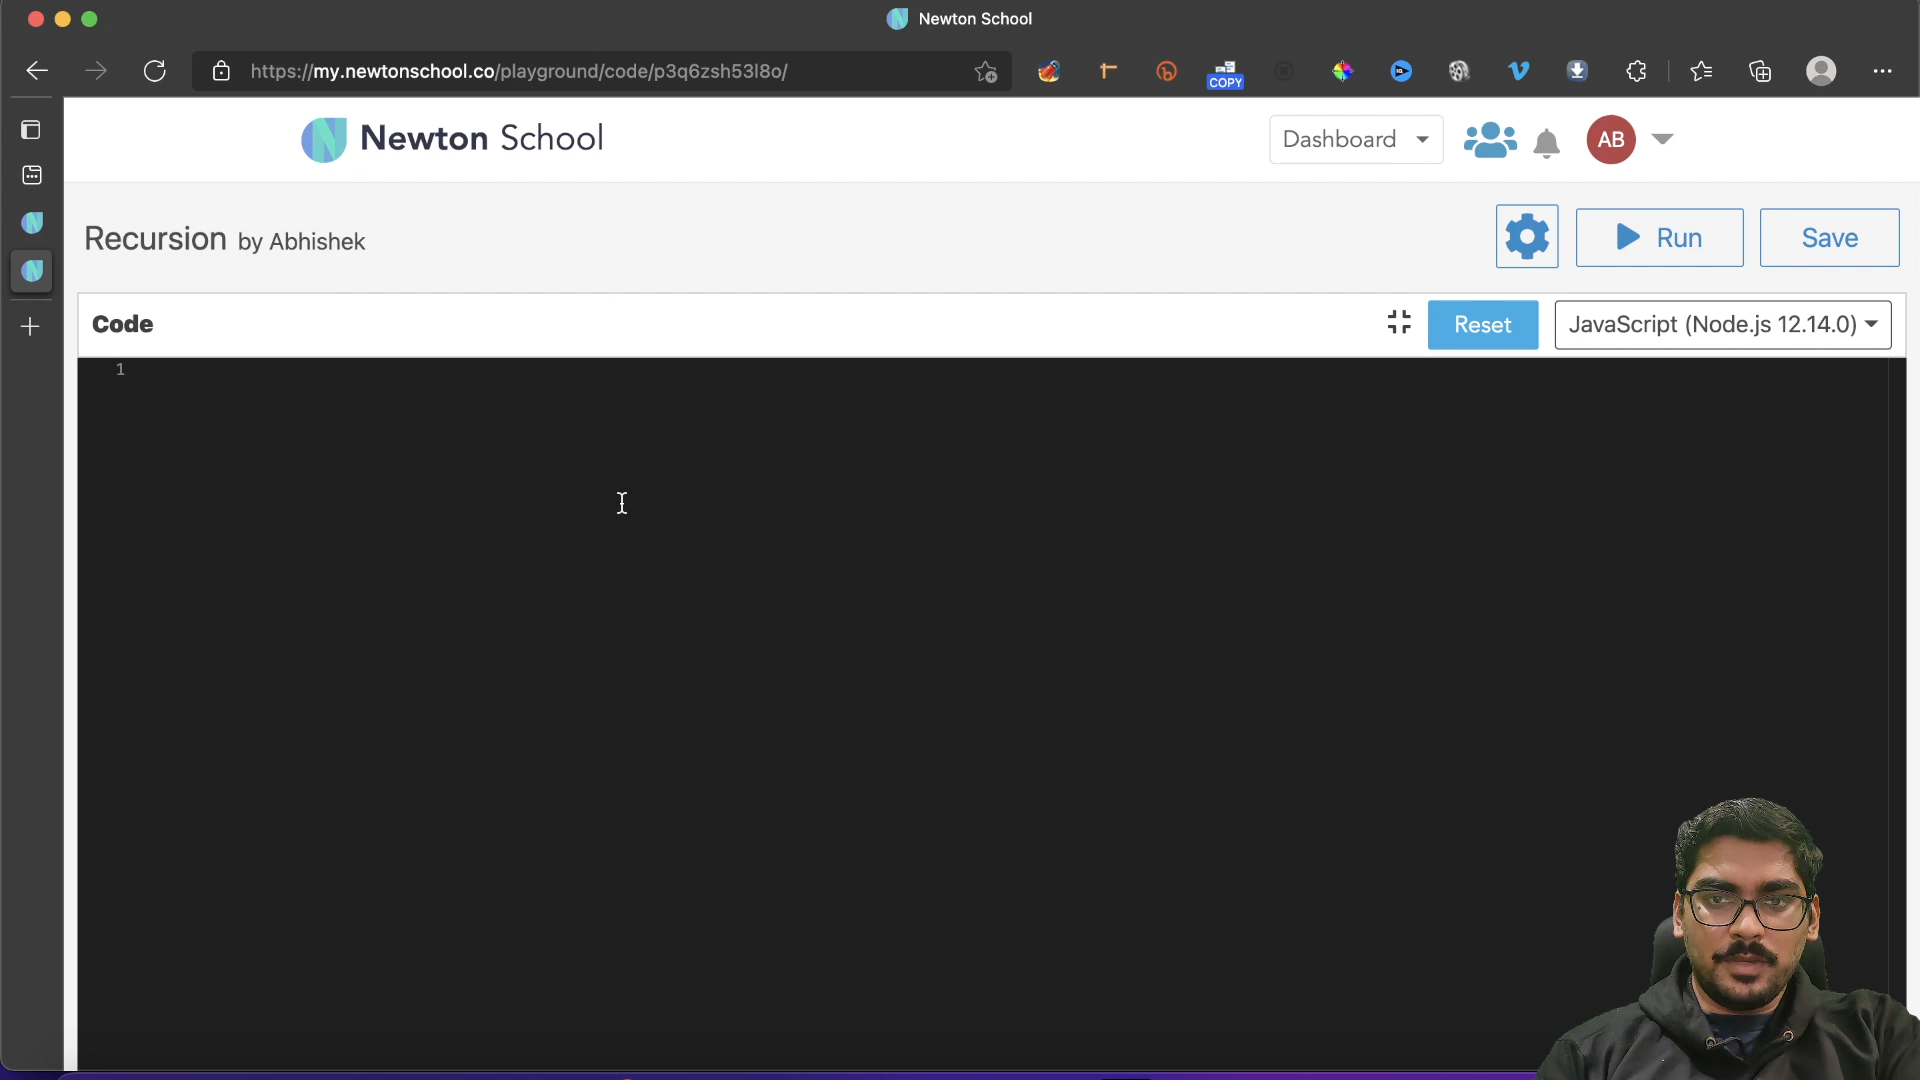 Newton School
https://my.newtonschool.co/playground/code/p3q6zsh53l8o/
COPY
Newton School
Dashboard
AB
Recursion by Abhishek
Run
Save
Code
Reset
JavaScript (Node.js 12.14.0)
1